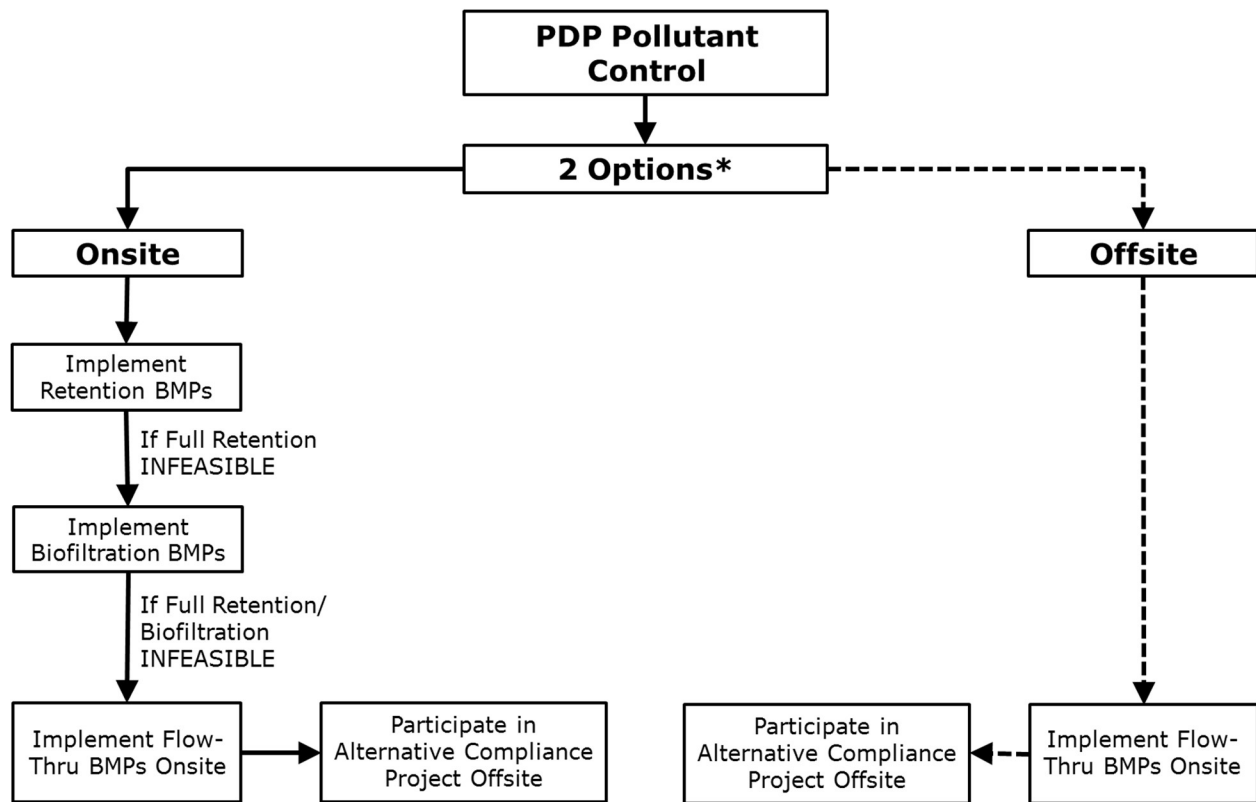 PDP Pollutant
Control
2 Options*
Onsite
Offsite
Implement
Retention BMPs
If Full Retention
INFEASIBLE
Implement
Biofiltration BMPs
If Full Retention/
Biofiltration
INFEASIBLE
Implement Flow-
Thru BMPs Onsite
Participate in
Alternative Compliance
Project Offsite
Participate in
Alternative Compliance
Project Offsite
Implement Flow-
Thru BMPs Onsite